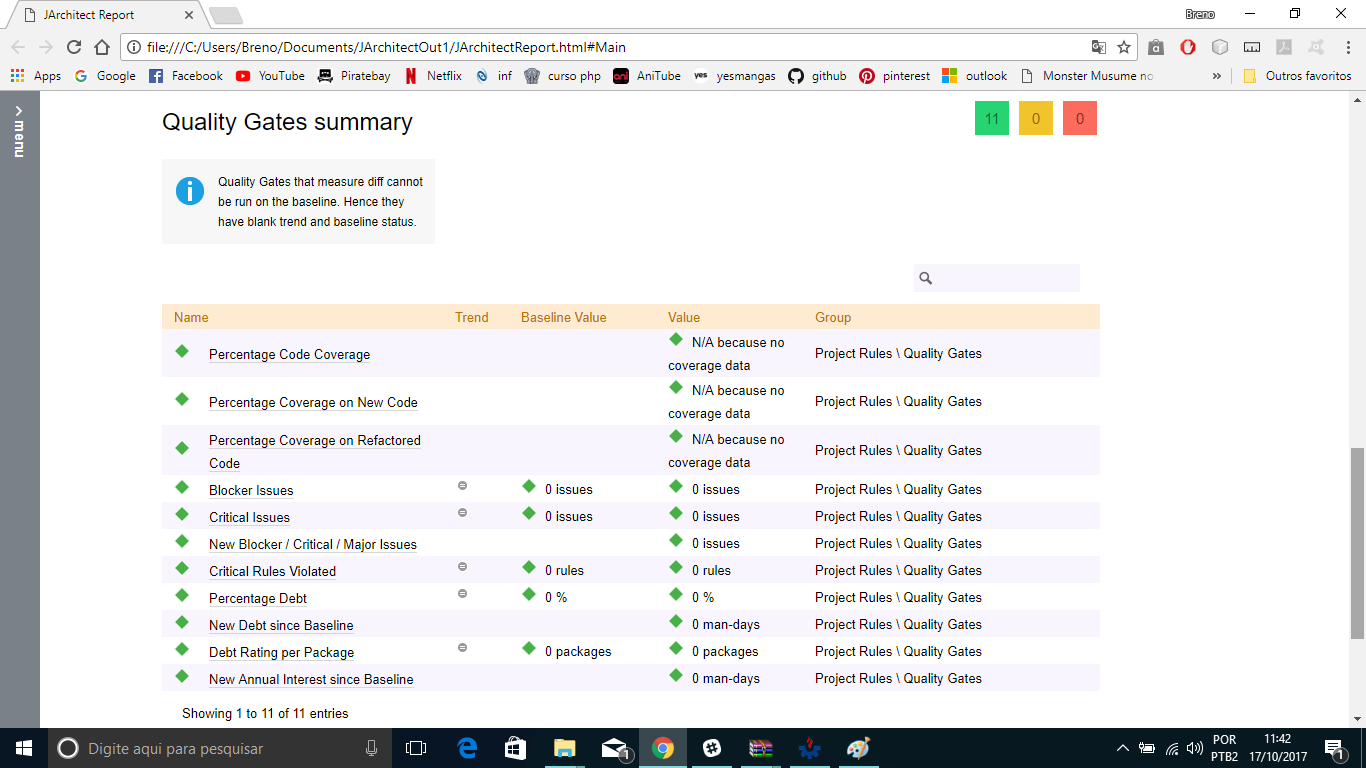 JArchitect Report
Breno
file:///C:/Users/Breno/Documents/JArchitectOut1/JArchitectReport.html#Main
Apps Google Facebook YouTube Piratebay Netflix inf curso php AniTube yesmangas github pinterest outlook Monster Musume no » Outros favoritos
menu
Quality Gates summary
11 0 0
Quality Gates that measure diff cannot
be run on the baseline. Hence they
have blank trend and baseline status.
Name Trend Baseline Value Value Group
Percentage Code Coverage N/A because no coverage data Project Rules \ Quality Gates
Percentage Coverage on New Code N/A because no coverage data Project Rules \ Quality Gates
Percentage Coverage on Refactored Code N/A because no coverage data Project Rules \ Quality Gates
Blocker Issues 0 issues 0 issues Project Rules \ Quality Gates
Critical Issues 0 issues 0 issues Project Rules \ Quality Gates
New Blocker / Critical / Major Issues 0 issues Project Rules \ Quality Gates
Critical Rules Violated 0 rules 0 rules Project Rules \ Quality Gates
Percentage Debt 0 % 0 % Project Rules \ Quality Gates
New Debt since Baseline 0 man-days Project Rules \ Quality Gates
Debt Rating per Package 0 packages 0 packages Project Rules \ Quality Gates
New Annual Interest since Baseline 0 man-days Project Rules \ Quality Gates
Showing 1 to 11 of 11 entries
Digite aqui para pesquisar
1
POR 11:42
PTB2 17/10/2017
1